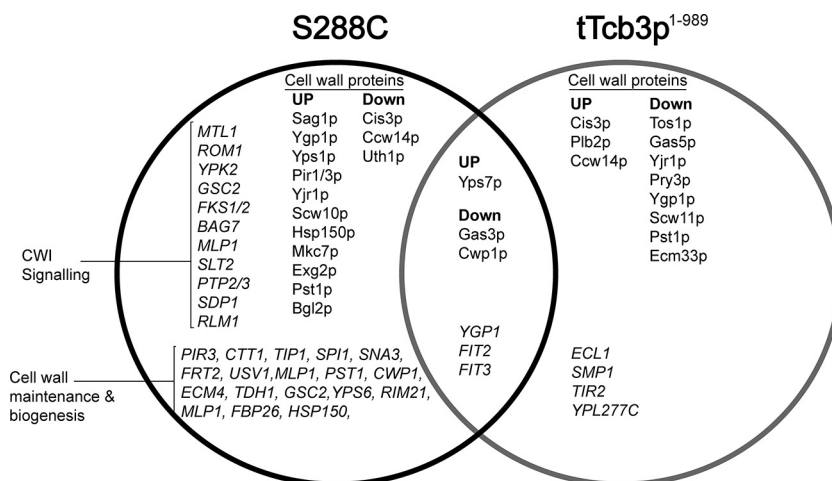 S288C
tTcb3p1-989
Cell wall proteins
UP Down
Sag1p Cis3p
Ygp1p Ccw14p
Yps1p Uth1p
Pir1/3p
Yjr1p
Scw10p
Hsp150p
Mkc7p
Exg2p
Pst1p
Bgl2p
CWI
Signalling
MTL1
ROM1
YPK2
GSC2
FKS1/2
BAG7
MLP1
SLT2
PTP2/3
SDP1
RLM1
Cell wall
maintenance &
biogenesis
PIR3, CTT1, TIP1, SPI1, SNA3,
FRT2, USV1,MLP1, PST1, CWP1,
ECM4, TDH1, GSC2,YPS6, RIM21,
MLP1, FBP26, HSP150,
UP
Yps7p
Down
Gas3p
Cwp1p
YGP1
FIT2
FIT3
Cell wall proteins
UP Down
Cis3p Tos1p
Plb2p Gas5p
Ccw14p Yjr1p
Pry3p
Ygp1p
Scw11p
Pst1p
Ecm33p
ECL1
SMP1
TIR2
YPL277C